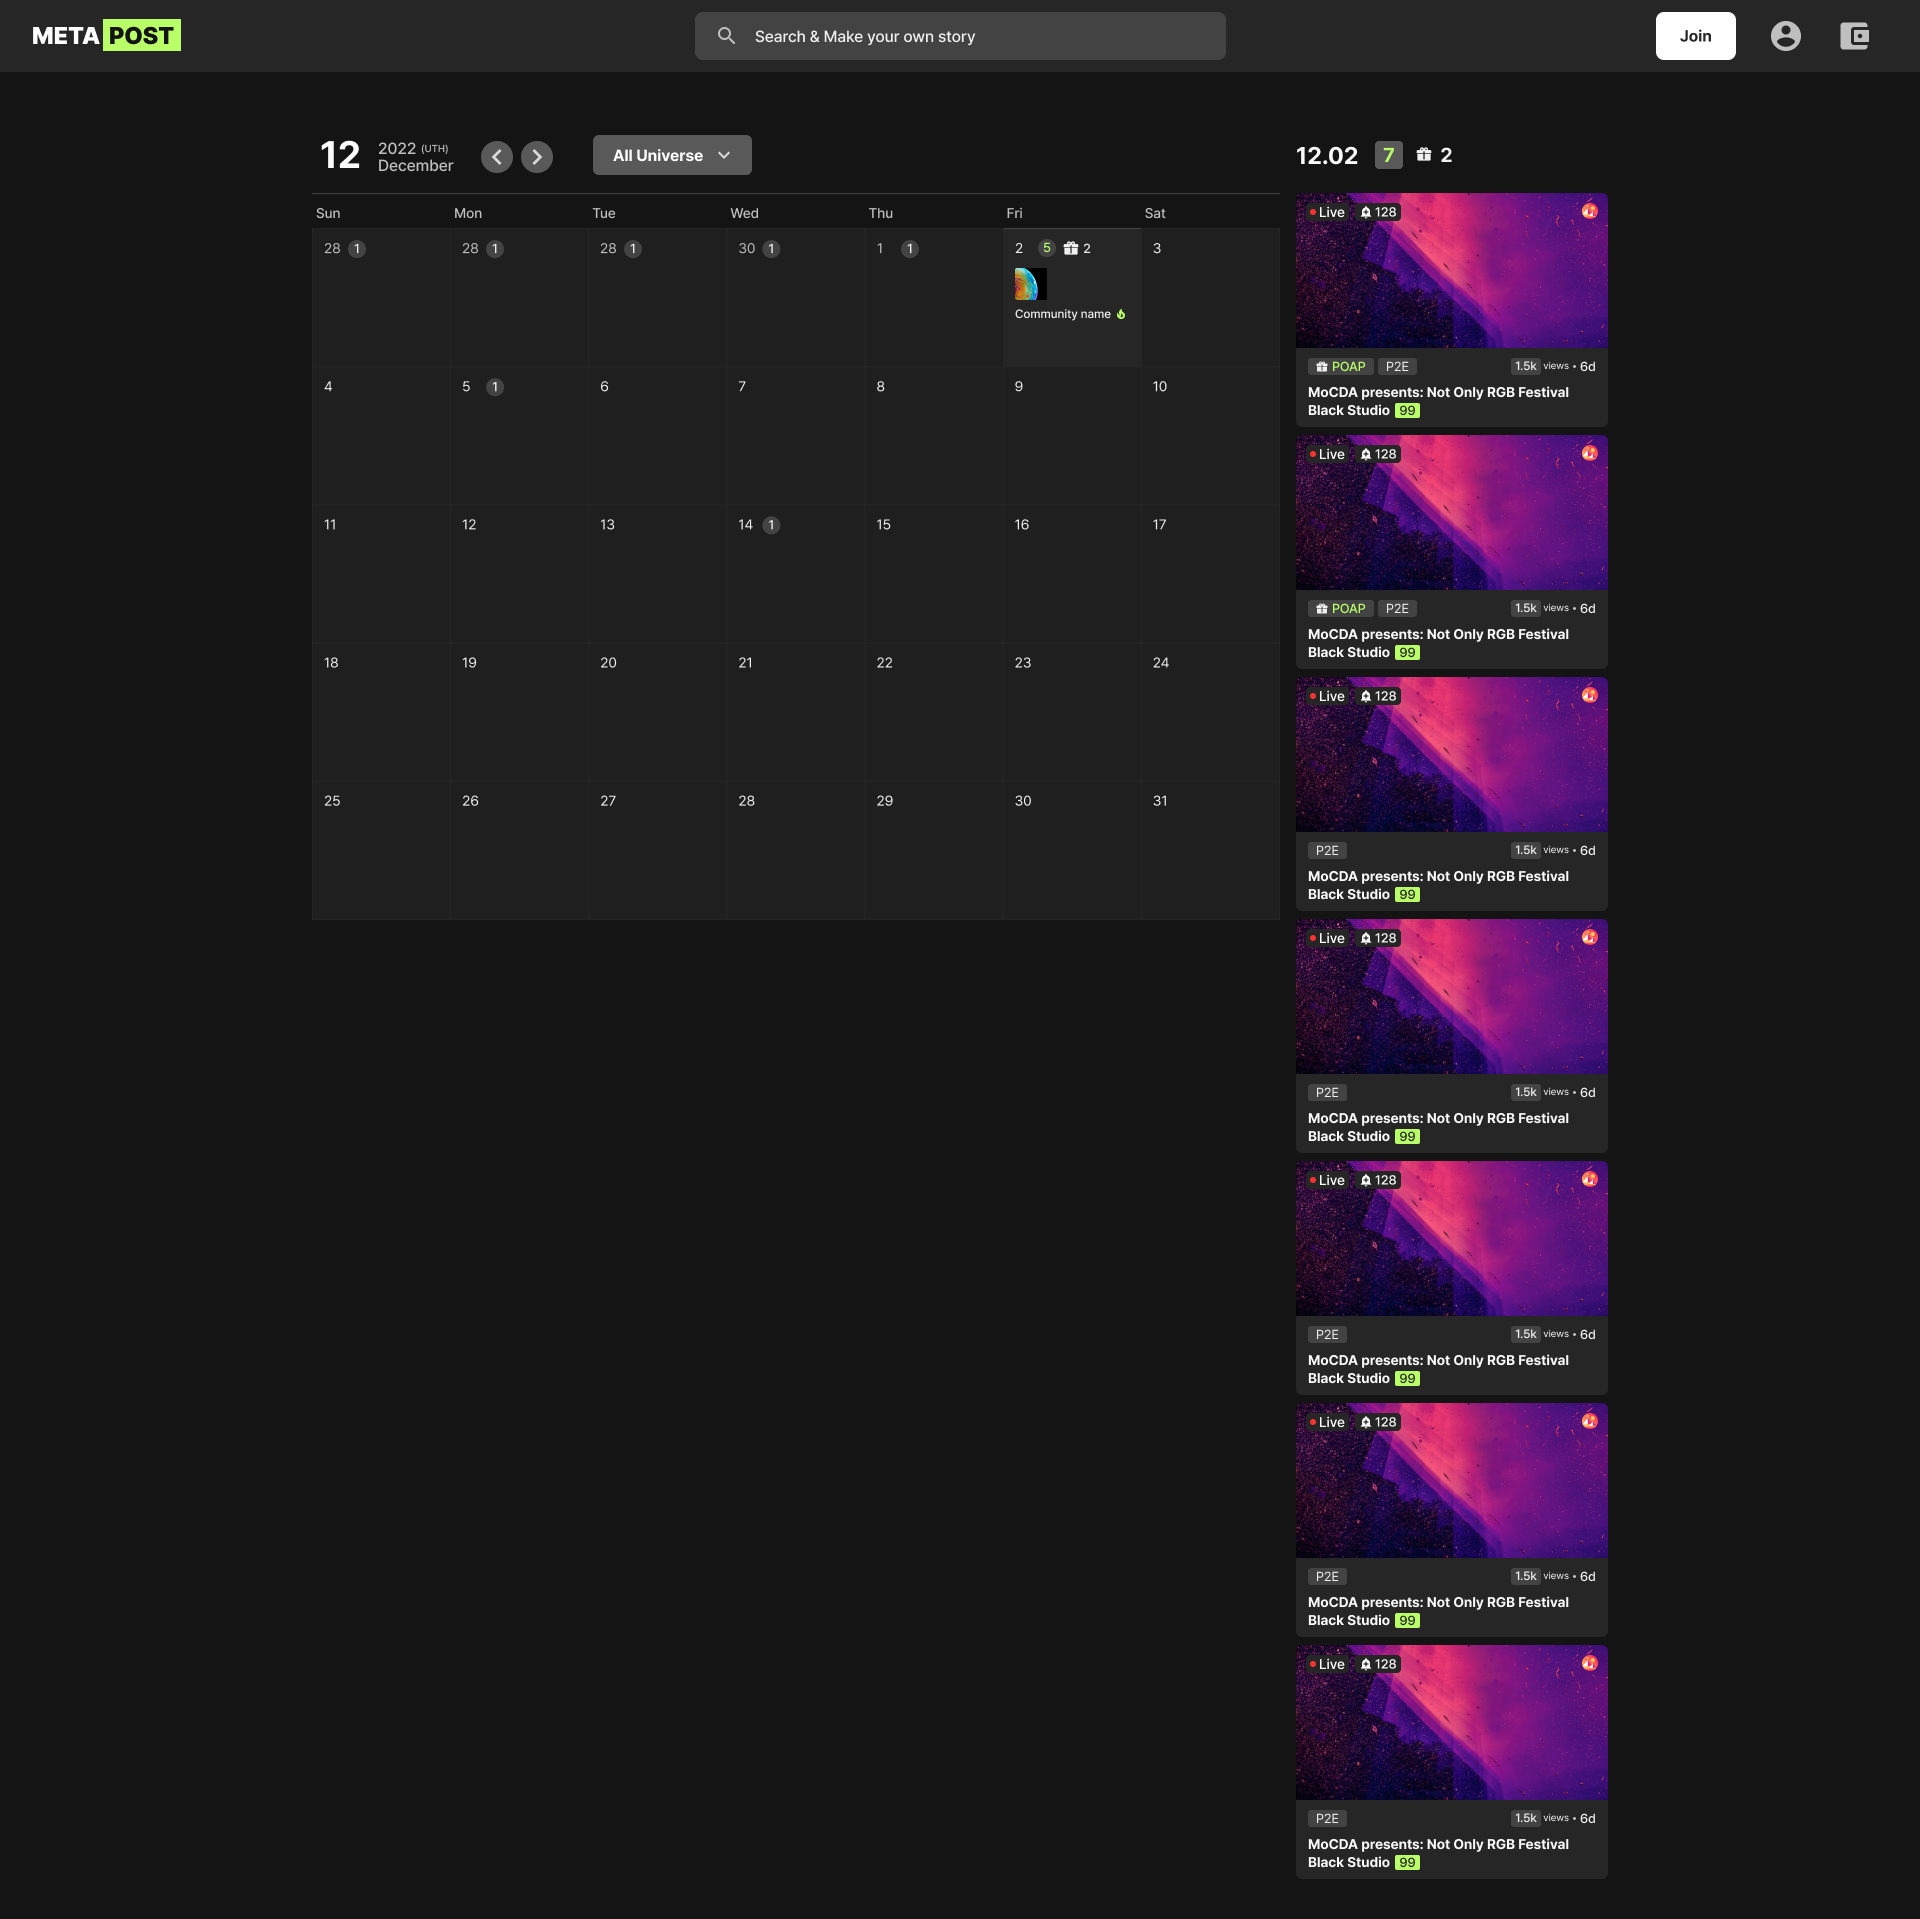 META POST
Search & Make your own story
Join
12
2022 (UTH)
December
All Universe
12.02 7 2
Sun Mon Tue Wed Thu Fri Sat
28 1 28 1 28 1 30 1 1 1 2 5 2 3
Community name
4 5 1 6 7 8 9 10
11 12 13 14 1 15 16 17
18 19 20 21 22 23 24
25 26 27 28 29 30 31
Live 128
POAP P2E 1.5k views • 6d
MoCDA presents: Not Only RGB Festival
Black Studio 99
Live 128
POAP P2E 1.5k views • 6d
MoCDA presents: Not Only RGB Festival
Black Studio 99
Live 128
P2E 1.5k views • 6d
MoCDA presents: Not Only RGB Festival
Black Studio 99
Live 128
P2E 1.5k views • 6d
MoCDA presents: Not Only RGB Festival
Black Studio 99
Live 128
P2E 1.5k views • 6d
MoCDA presents: Not Only RGB Festival
Black Studio 99
Live 128
P2E 1.5k views • 6d
MoCDA presents: Not Only RGB Festival
Black Studio 99
Live 128
P2E 1.5k views • 6d
MoCDA presents: Not Only RGB Festival
Black Studio 99